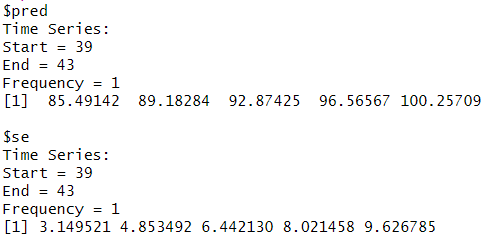 $pred
Time Series:
Start = 39
End = 43
Frequency = 1
[1]  85.49142  89.18284  92.87425  96.56567 100.25709

$se
Time Series:
Start = 39
End = 43
Frequency = 1
[1] 3.149521 4.853492 6.442130 8.021458 9.626785